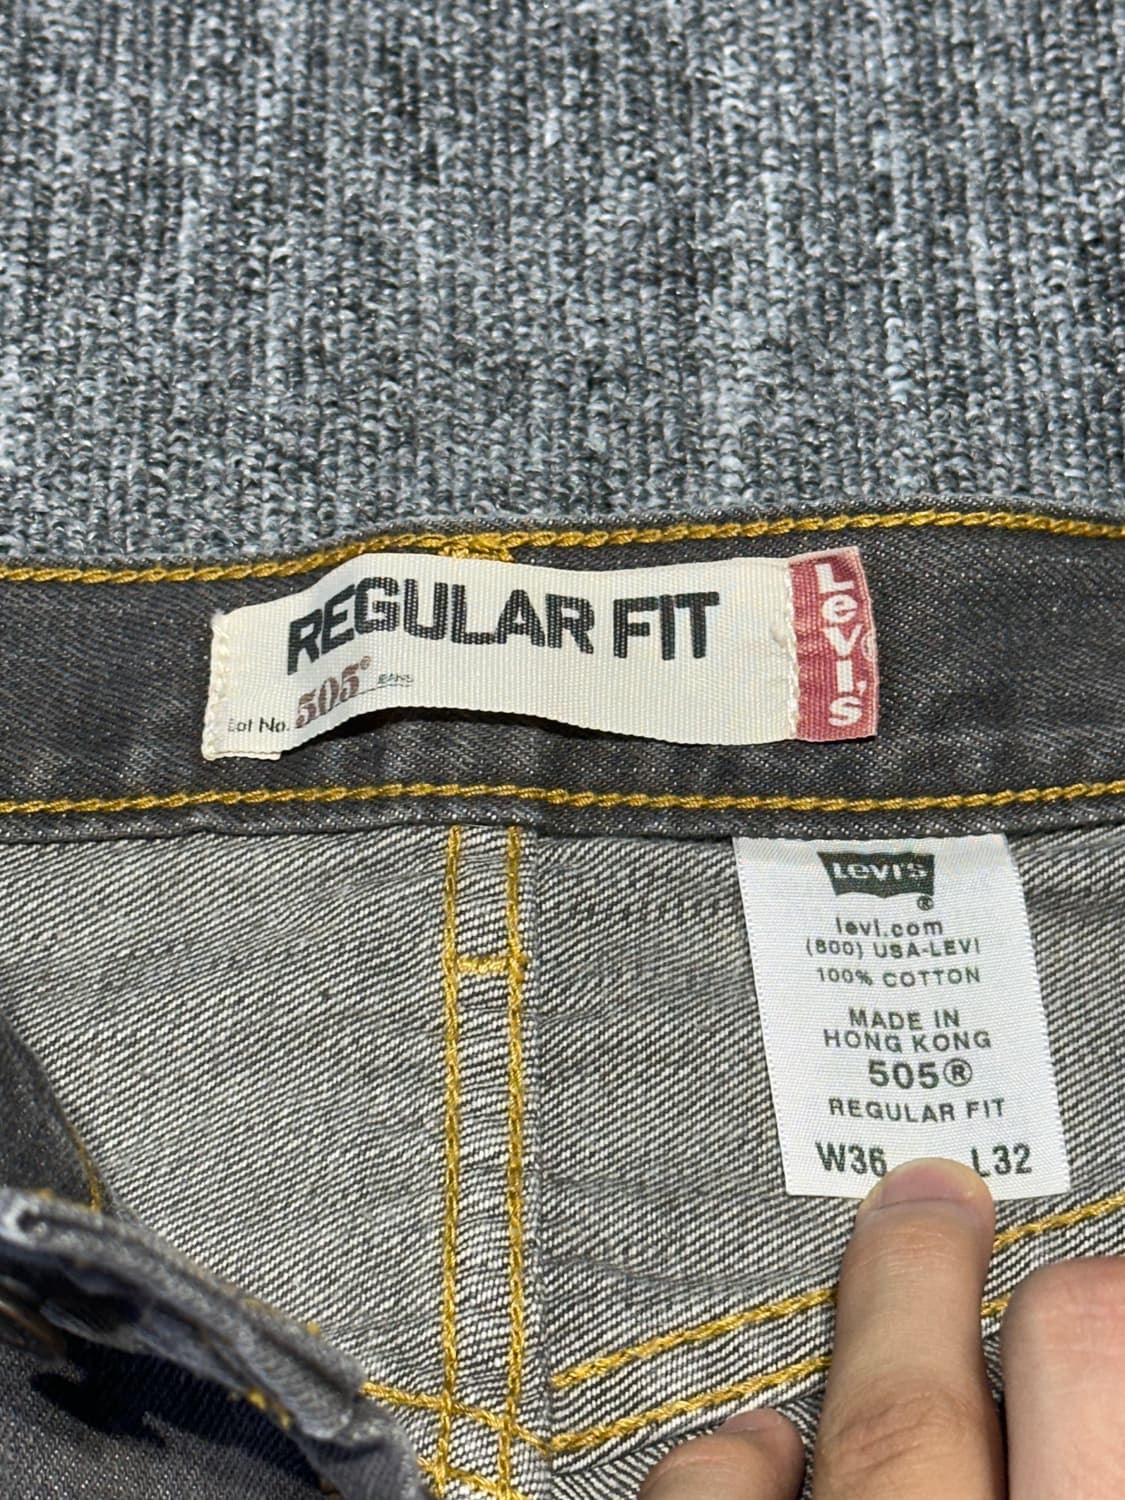 REGULAR FIT
Lot No. 505® JEANS
LEVI'S®
Levi's®
levi.com
(800) USA-LEVI
100% COTTON
MADE IN
HONG KONG
505®
REGULAR FIT
W36 L32